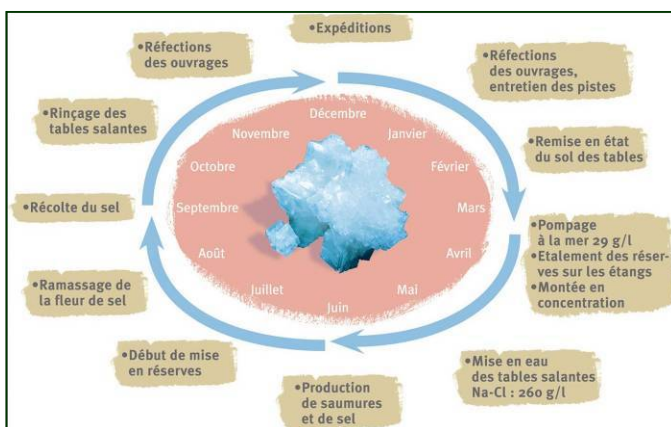 •Expéditions
•Réfections
des ouvrages
•Réfections
des ouvrages,
entretien des pistes
•Rinçage des
tables salantes
•Remise en état
du sol des tables
•Récolte du sel
•Pompage
à la mer 29 g/l
•Etalement des réser-
ves sur les étangs
•Montée en
concentration
•Ramassage de
la fleur de sel
•Début de mise
en réserves
•Production
de saumures
et de sel
•Mise en eau
des tables salantes
Na-Cl : 260 g/l
Décembre
Janvier
Février
Mars
Avril
Mai
Juin
Juillet
Août
Septembre
Octobre
Novembre